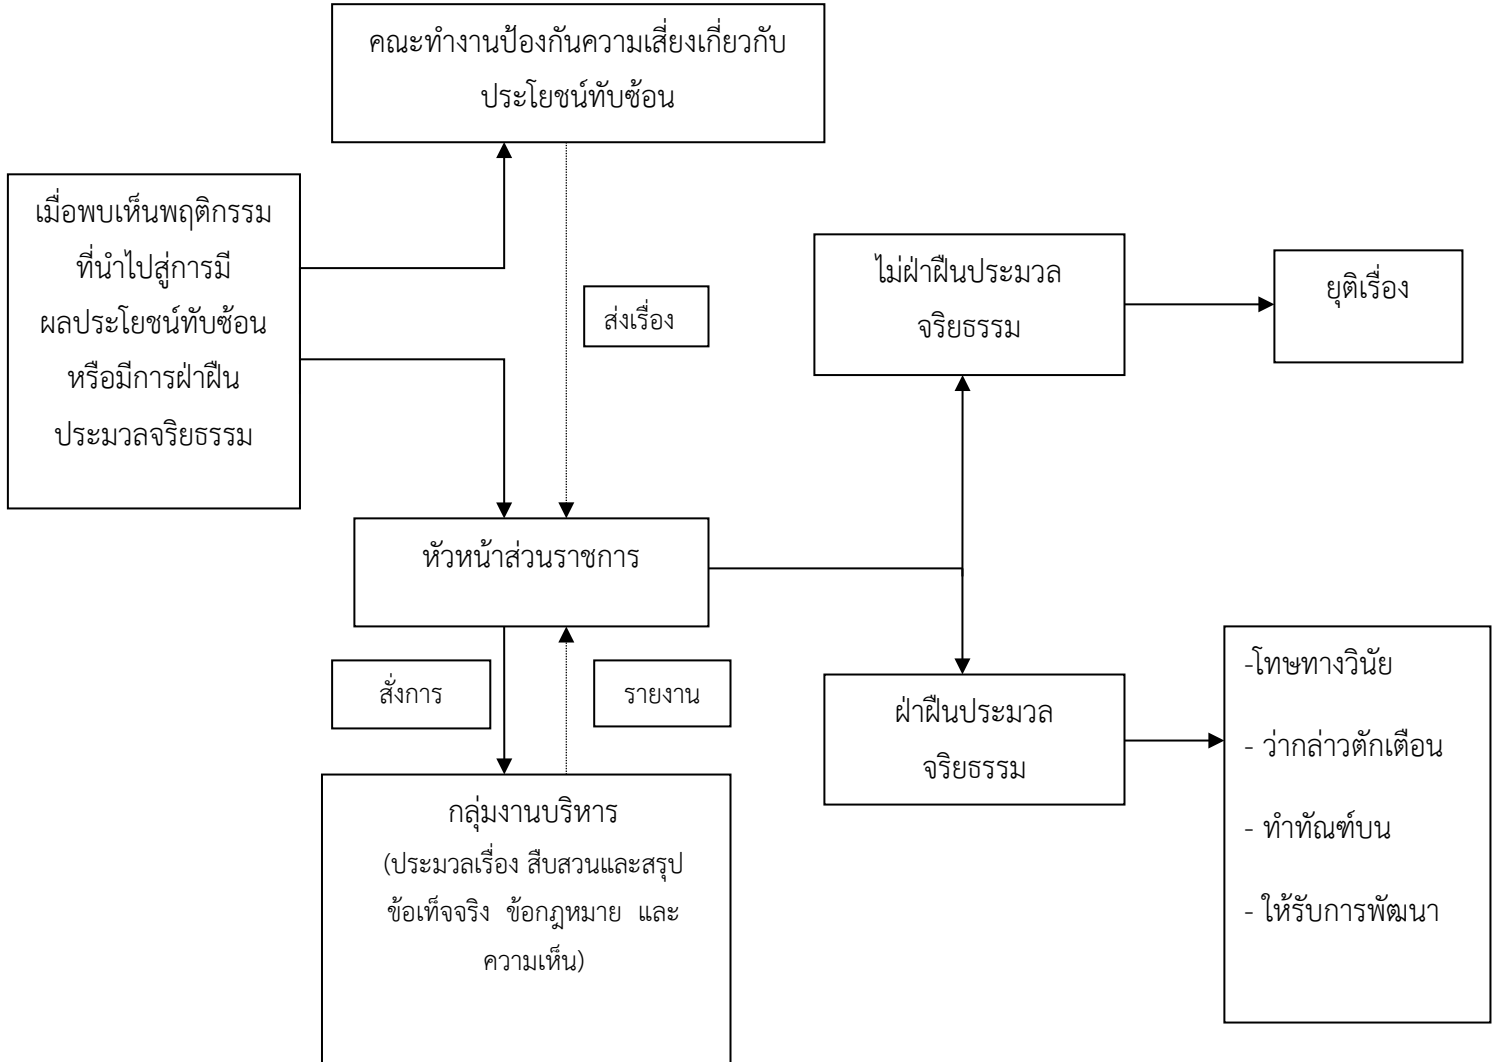 คณะทำงานป้องกันความเสี่ยงเกี่ยวกับ
ประโยชน์ทับซ้อน
เมื่อพบเห็นพฤติกรรม
ที่นำไปสู่การมี
ผลประโยชน์ทับซ้อน
หรือมีการฝ่าฝืน
ประมวลจริยธรรม
ส่งเรื่อง
ไม่ฝ่าฝืนประมวล
จริยธรรม
ยุติเรื่อง
หัวหน้าส่วนราชการ
สั่งการ
รายงาน
ฝ่าฝืนประมวล
จริยธรรม
-โทษทางวินัย
- ว่ากล่าวตักเตือน
- ทำทัณฑ์บน
- ให้รับการพัฒนา
กลุ่มงานบริหาร
(ประมวลเรื่อง สืบสวนและสรุป
ข้อเท็จจริง ข้อกฎหมาย และ
ความเห็น)